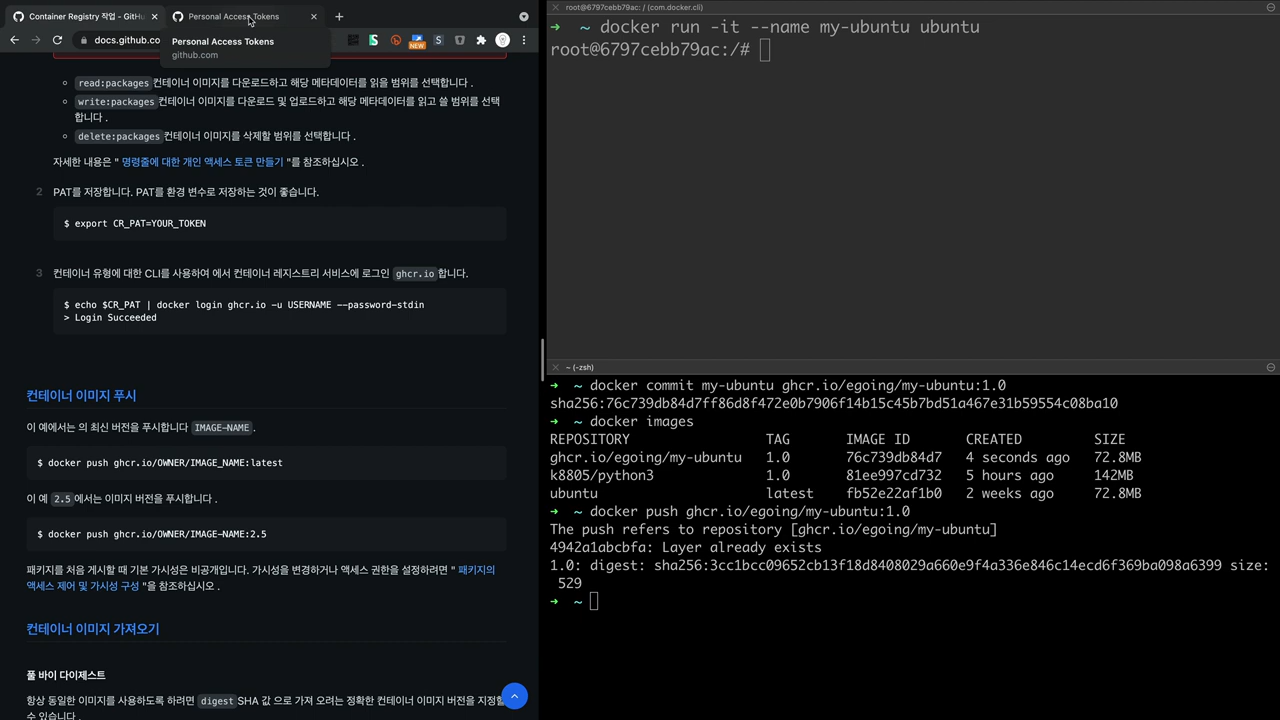 Container Registry 작업 - GitHu
Personal Access Tokens
docs.github.co
NEW
Personal Access Tokens
github.com
read:packages 컨테이너 이미지를 다운로드하고 해당 메타데이터를 읽을 범위를 선택합니다 .
write:packages 컨테이너 이미지를 다운로드 및 업로드하고 해당 메타데이터를 읽고 쓸 범위를 선택
합니다 .
delete:packages 컨테이너 이미지를 삭제할 범위를 선택합니다 .
자세한 내용은 " 명령줄에 대한 개인 액세스 토큰 만들기 "를 참조하십시오 .
2 PAT를 저장합니다. PAT를 환경 변수로 저장하는 것이 좋습니다.
$ export CR_PAT=YOUR_TOKEN
3 컨테이너 유형에 대한 CLI를 사용하여 에서 컨테이너 레지스트리 서비스에 로그인 ghcr.io 합니다.
$ echo $CR_PAT | docker login ghcr.io -u USERNAME --password-stdin
> Login Succeeded
컨테이너 이미지 푸시
이 예에서는 의 최신 버전을 푸시합니다 IMAGE-NAME .
$ docker push ghcr.io/OWNER/IMAGE_NAME:latest
이 예 2.5 에서는 이미지 버전을 푸시합니다 .
$ docker push ghcr.io/OWNER/IMAGE-NAME:2.5
패키지를 처음 게시할 때 기본 가시성은 비공개입니다. 가시성을 변경하거나 액세스 권한을 설정하려면 " 패키지의
액세스 제어 및 가시성 구성 "을 참조하십시오 .
컨테이너 이미지 가져오기
풀 바이 다이제스트
항상 동일한 이미지를 사용하도록 하려면 digest SHA 값 으로 가져 오려는 정확한 컨테이너 이미지 버전을 지정할
수 있습니다 .
root@6797cebb79ac: / (com.docker.cli)
➜ ~ docker run -it --name my-ubuntu ubuntu
root@6797cebb79ac:/#
~ (-zsh)
➜ ~ docker commit my-ubuntu ghcr.io/egoing/my-ubuntu:1.0
sha256:76c739db84d7ff86d8f472e0b7906f14b15c45b7bd51a467e31b59554c08ba10
➜ ~ docker images
REPOSITORY TAG IMAGE ID CREATED SIZE
ghcr.io/egoing/my-ubuntu 1.0 76c739db84d7 4 seconds ago 72.8MB
k8805/python3 1.0 81ee997cd732 5 hours ago 142MB
ubuntu latest fb52e22af1b0 2 weeks ago 72.8MB
➜ ~ docker push ghcr.io/egoing/my-ubuntu:1.0
The push refers to repository [ghcr.io/egoing/my-ubuntu]
4942a1abcbfa: Layer already exists
1.0: digest: sha256:3cc1bcc09652cb13f18d8408029a660e9f4a336e846c14ecd6f369ba098a6399 size:
529
➜ ~